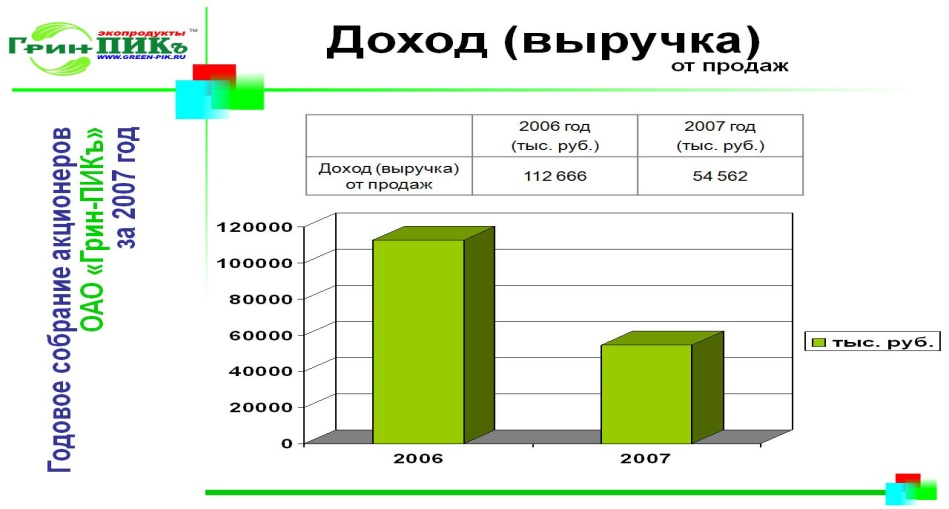 экопродукты
Грин ПИКъ ™
WWW.GREEN-PIK.RU
Доход (выручка)
от продаж
Годовое собрание акционеров
ОАО «Грин-ПИКъ»
за 2007 год
2006 год
(тыс. руб.)
2007 год
(тыс. руб.)
Доход (выручка)
от продаж
112 666
54 562
120000
100000
80000
60000
40000
20000
0
2006
2007
тыс. руб.